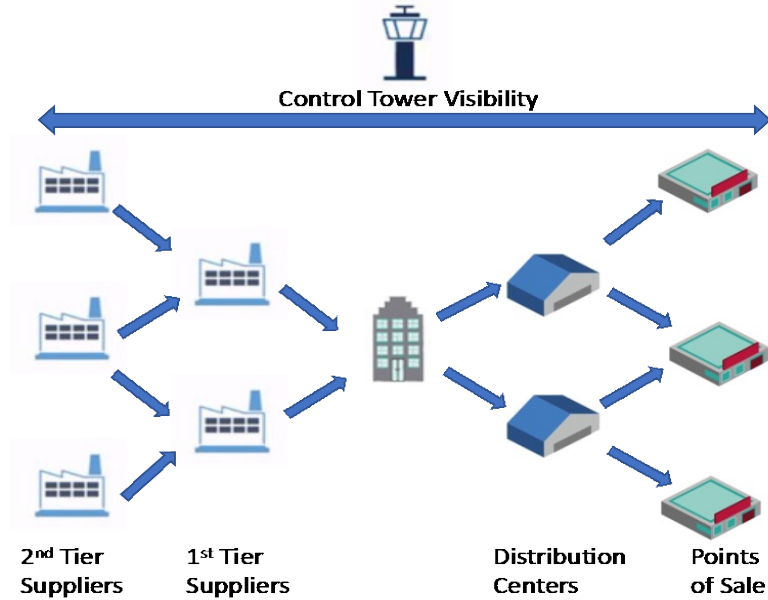 Control Tower Visibility
2nd Tier
Suppliers
1st Tier
Suppliers
Distribution
Centers
Points
of Sale